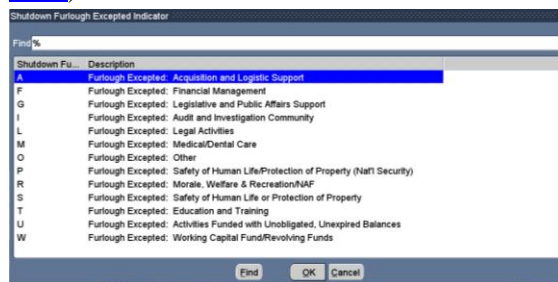 Shutdown Furlough Excepted Indicator
Find %
Shutdown Fu... Description
A Furlough Excepted: Acquisition and Logistic Support
F Furlough Excepted: Financial Management
G Furlough Excepted: Legislative and Public Affairs Support
I Furlough Excepted: Audit and Investigation Community
L Furlough Excepted: Legal Activities
M Furlough Excepted: Medical/Dental Care
O Furlough Excepted: Other
P Furlough Excepted: Safety of Human Life/Protection of Property (Nat'l Security)
R Furlough Excepted: Morale, Welfare & Recreation/NAF
S Furlough Excepted: Safety of Human Life or Protection of Property
T Furlough Excepted: Education and Training
U Furlough Excepted: Activities Funded with Unobligated, Unexpired Balances
W Furlough Excepted: Working Capital Fund/Revolving Funds
Find OK Cancel